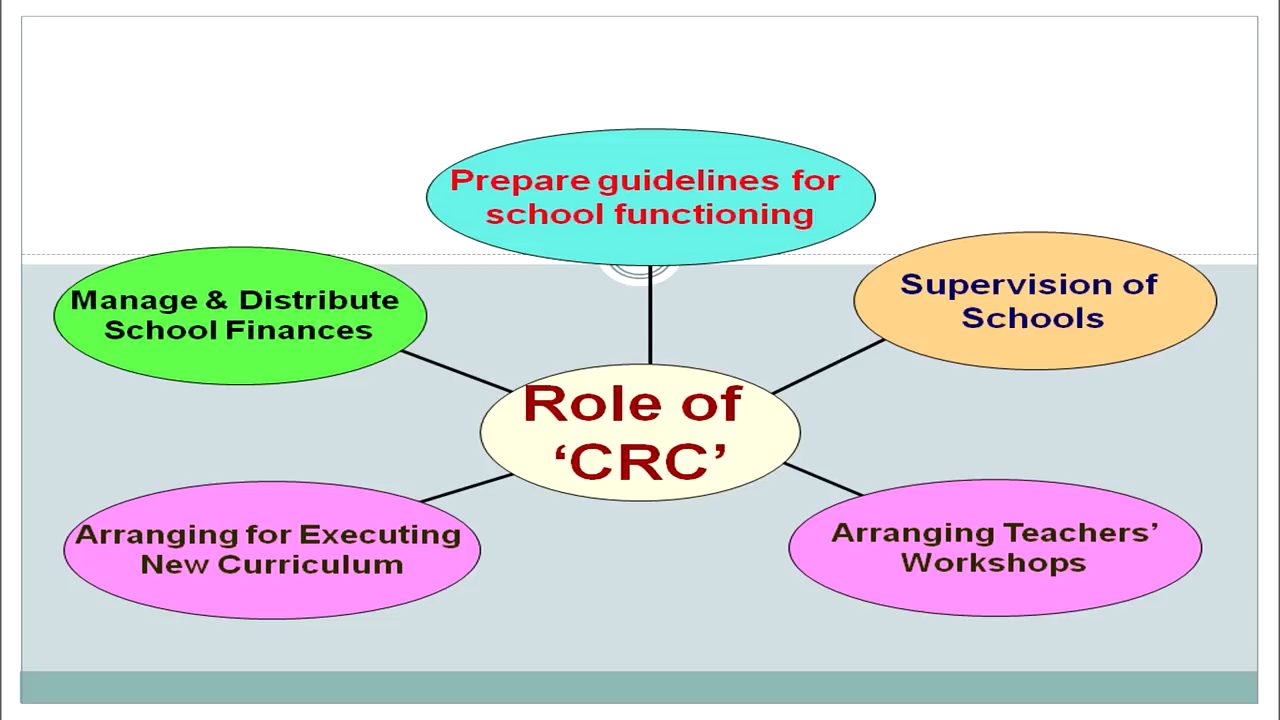 Prepare guidelines for
school functioning
Manage & Distribute
School Finances
Supervision of
Schools
Role of
‘CRC’
Arranging for Executing
New Curriculum
Arranging Teachers’
Workshops